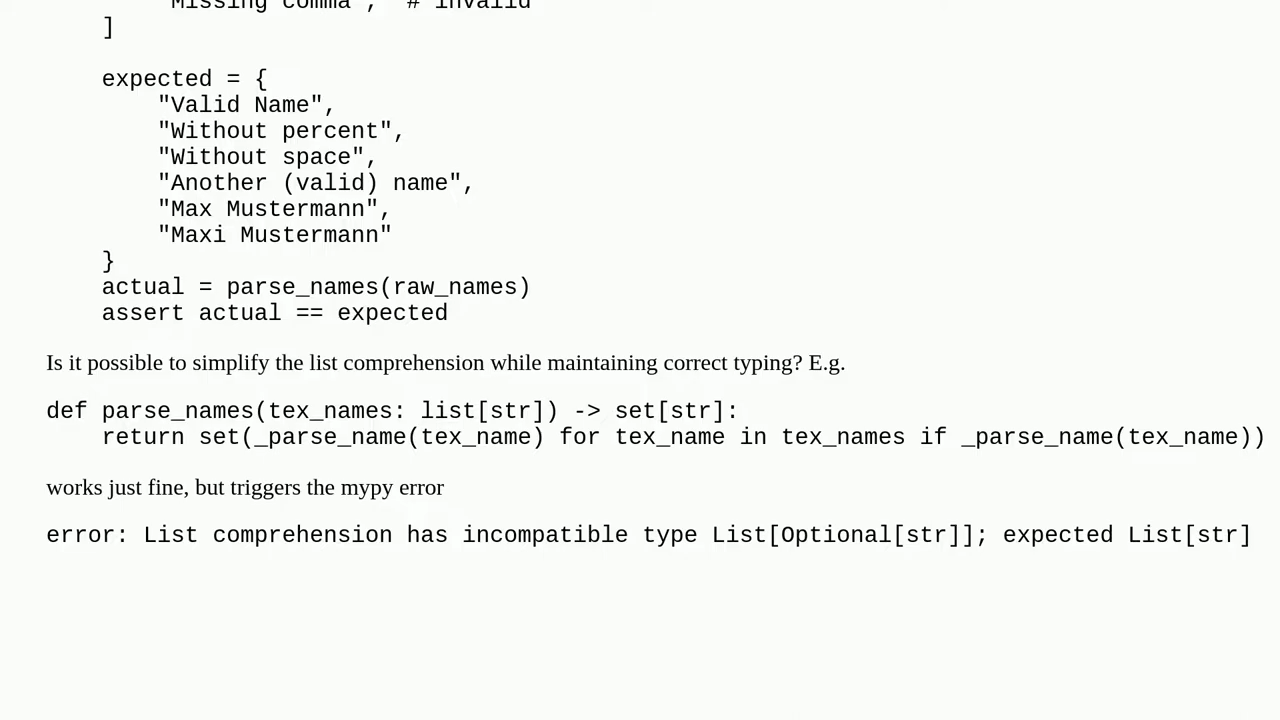 "Missing comma",  # invalid
    ]

    expected = {
        "Valid Name",
        "Without percent",
        "Without space",
        "Another (valid) name",
        "Max Mustermann",
        "Maxi Mustermann"
    }
    actual = parse_names(raw_names)
    assert actual == expected
Is it possible to simplify the list comprehension while maintaining correct typing? E.g.
def parse_names(tex_names: list[str]) -> set[str]:
    return set(_parse_name(tex_name) for tex_name in tex_names if _parse_name(tex_name))
works just fine, but triggers the mypy error
error: List comprehension has incompatible type List[Optional[str]]; expected List[str]